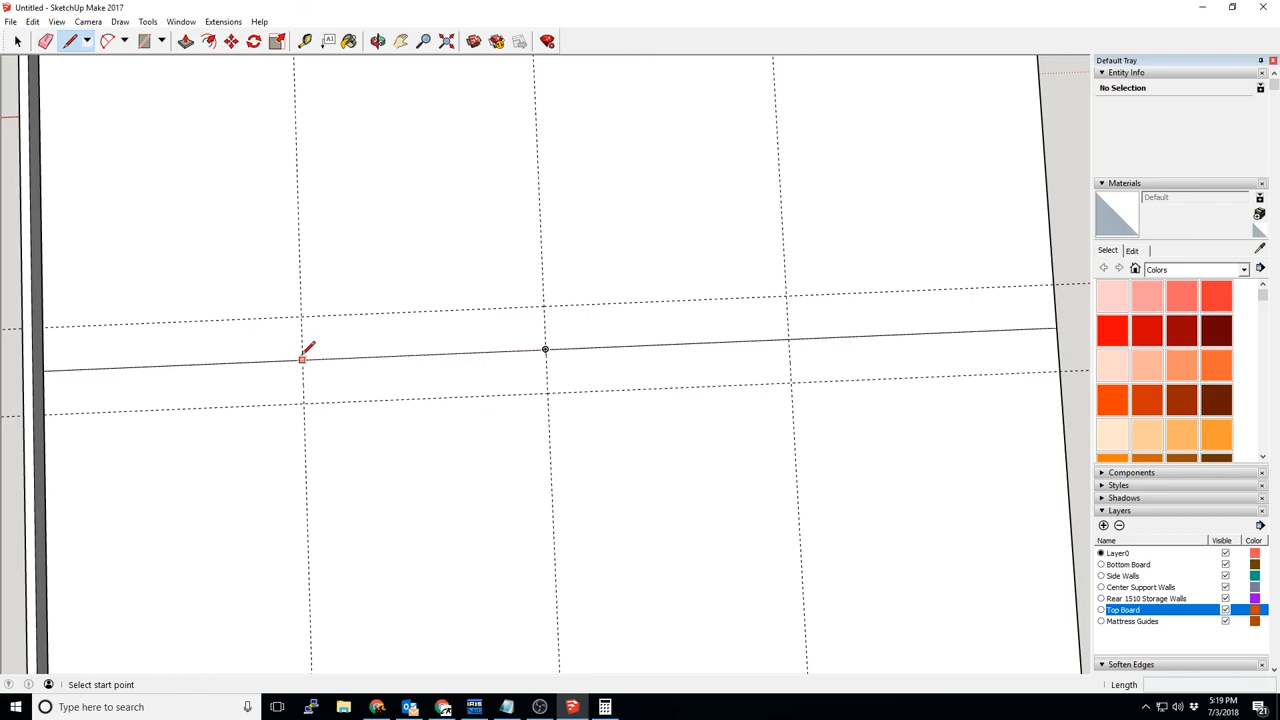 Untitled - SketchUp Make 2017
File Edit View Camera Draw Tools Window Extensions Help
Default Tray
Entity Info
No Selection
Materials
Default
Select Edit
Colors
Components
Styles
Shadows
Layers
Name Visible Color
Layer0
Bottom Board
Side Walls
Center Support Walls
Rear 1510 Storage Walls
Top Board
Mattress Guides
Soften Edges
Select start point
Length
Type here to search
5:19 PM
7/3/2018